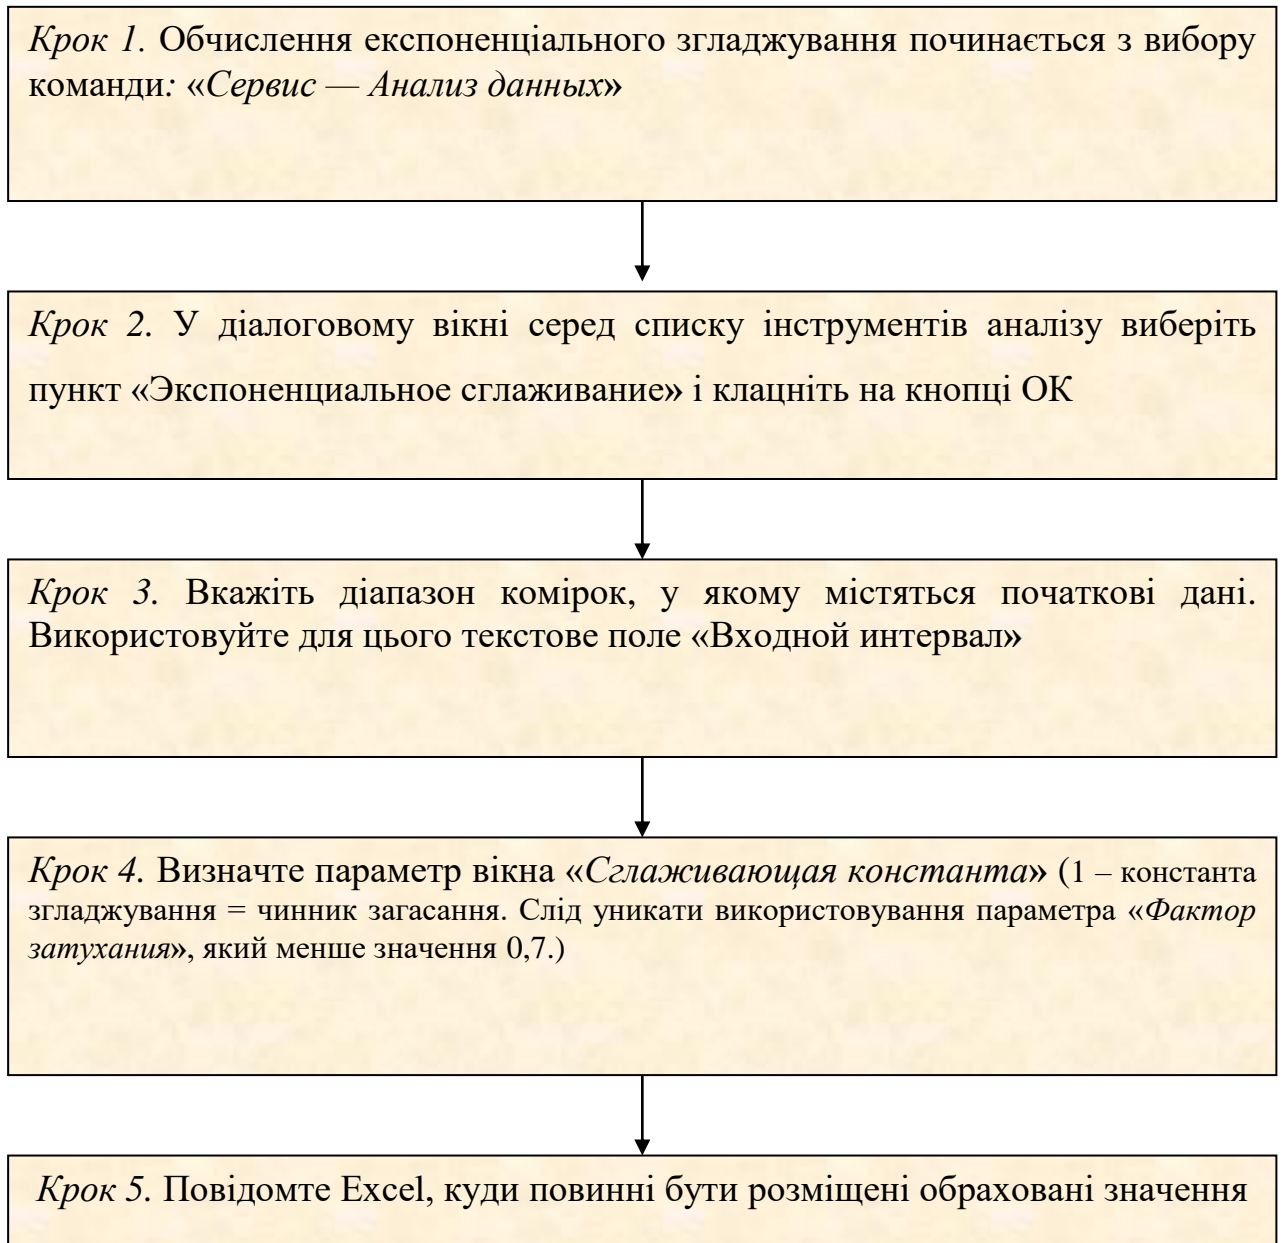 Крок 1. Обчислення експоненціального згладжування починається з вибору
команди: «Сервис — Анализ данных»
Крок 2. У діалоговому вікні серед списку інструментів аналізу виберіть
пункт «Экспоненциальное сглаживание» і клацніть на кнопці ОК
Крок 3. Вкажіть діапазон комірок, у якому містяться початкові дані.
Використовуйте для цього текстове поле «Входной интервал»
Крок 4. Визначте параметр вікна «Сглаживающая константа» (1 – константа
згладжування = чинник загасання. Слід уникати використовування параметра «Фактор
затухания», який менше значення 0,7.)
Крок 5. Повідомте Excel, куди повинні бути розміщені обраховані значення